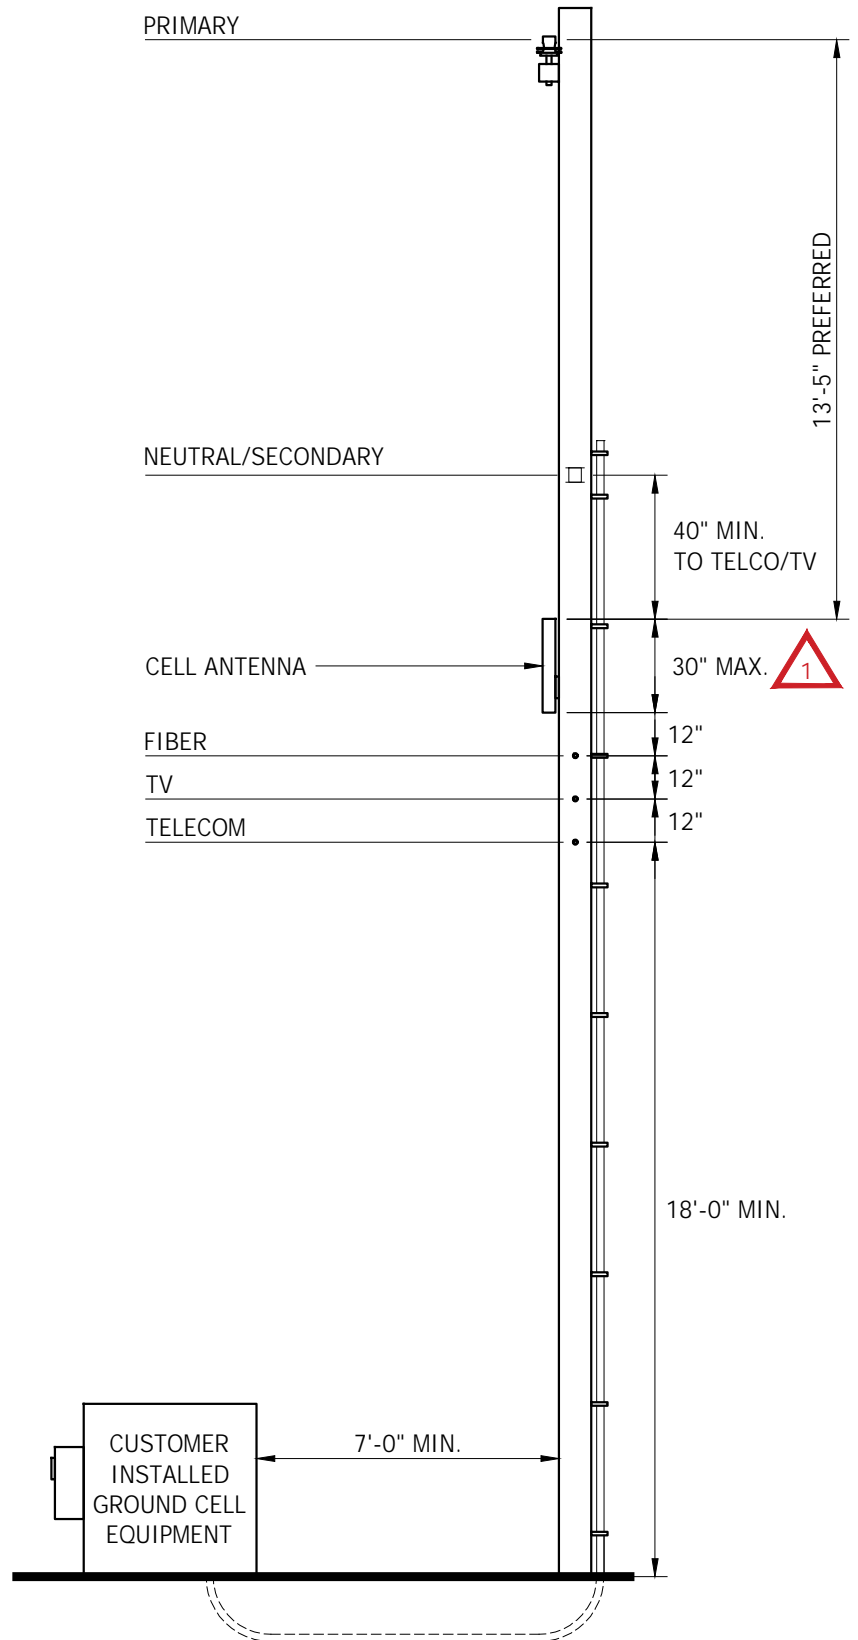 PRIMARY
13'-5" PREFERRED
NEUTRAL/SECONDARY
40" MIN.
TO TELCO/TV
CELL ANTENNA
30" MAX.
1
FIBER
12"
TV
12"
TELECOM
12"
18'-0" MIN.
7'-0" MIN.
CUSTOMER
INSTALLED
GROUND CELL
EQUIPMENT